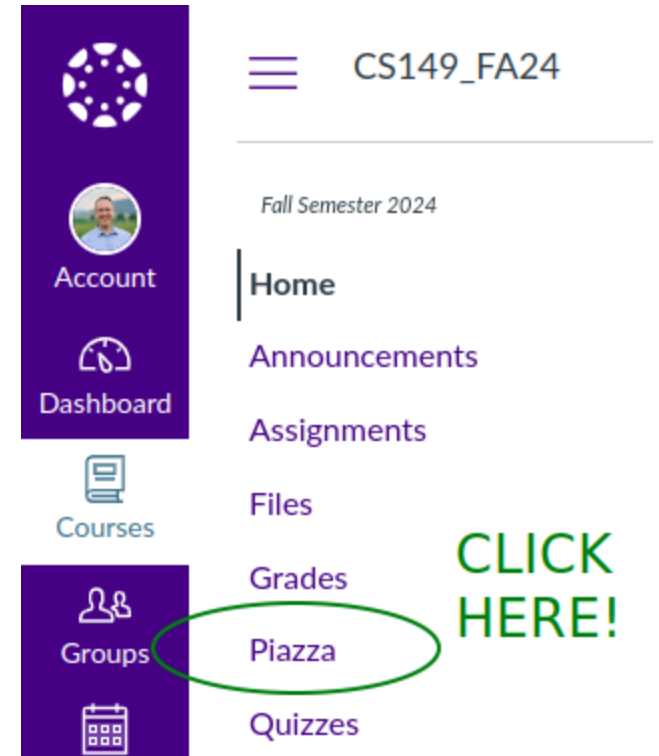 CS149_FA24
Fall Semester 2024
Account
Home
Announcements
Dashboard
Assignments
Courses
Files
Grades
CLICK
HERE!
Groups
Piazza
Quizzes